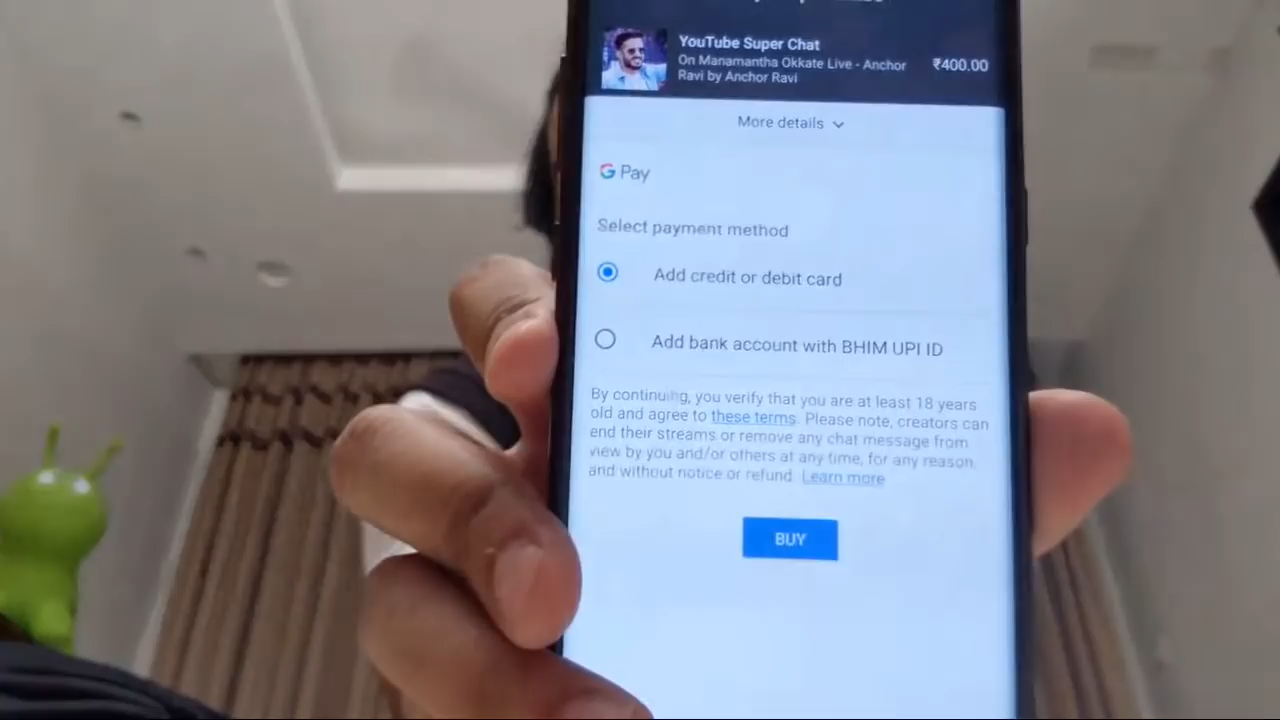 YouTube Super Chat
On Manamantha Okkate Live - Anchor
Ravi by Anchor Ravi
₹400.00
More details
G Pay
Select payment method
Add credit or debit card
Add bank account with BHIM UPI ID
By continuing, you verify that you are at least 18 years
old and agree to these terms. Please note, creators can
end their streams or remove any chat message from
view by you and/or others at any time, for any reason,
and without notice or refund. Learn more
BUY